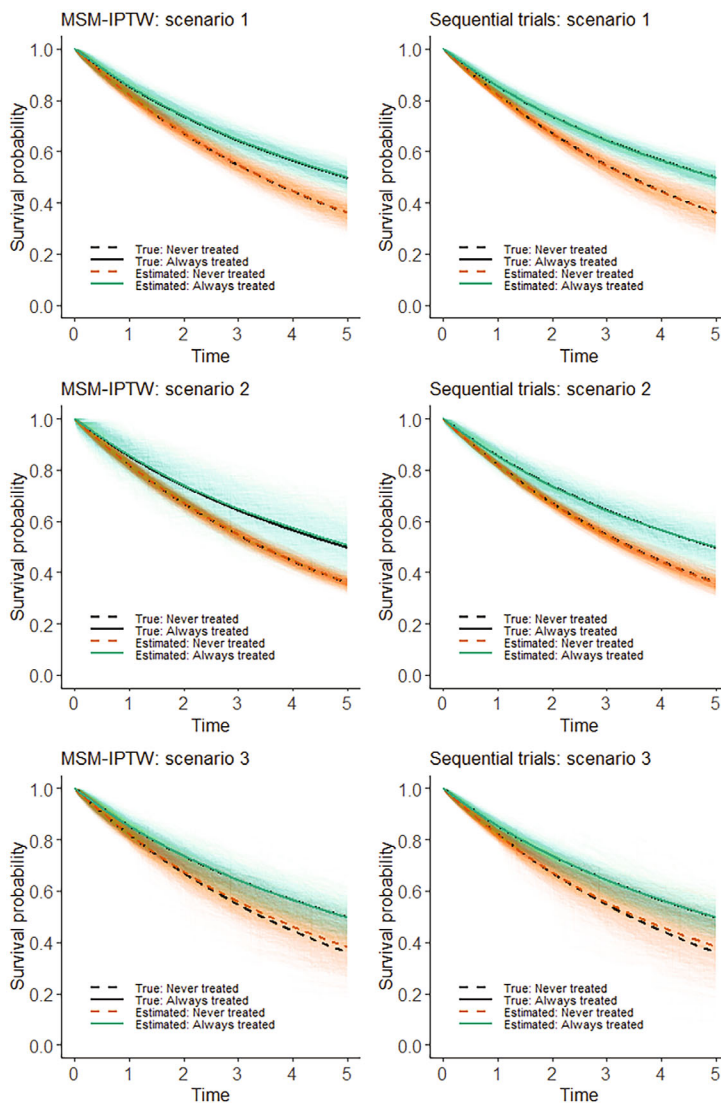 MSM-IPTW: scenario 1
Sequential trials: scenario 1
Survival probability
1.0
0.8
0.6
0.4
0.2
0.0
True: Never treated
True: Always treated
Estimated: Never treated
Estimated: Always treated
0 1 2 3 4 5
Time
Survival probability
1.0
0.8
0.6
0.4
0.2
0.0
True: Never treated
True: Always treated
Estimated: Never treated
Estimated: Always treated
0 1 2 3 4 5
Time
MSM-IPTW: scenario 2
Sequential trials: scenario 2
Survival probability
1.0
0.8
0.6
0.4
0.2
0.0
True: Never treated
True: Always treated
Estimated: Never treated
Estimated: Always treated
0 1 2 3 4 5
Time
Survival probability
1.0
0.8
0.6
0.4
0.2
0.0
True: Never treated
True: Always treated
Estimated: Never treated
Estimated: Always treated
0 1 2 3 4 5
Time
MSM-IPTW: scenario 3
Sequential trials: scenario 3
Survival probability
1.0
0.8
0.6
0.4
0.2
0.0
True: Never treated
True: Always treated
Estimated: Never treated
Estimated: Always treated
0 1 2 3 4 5
Time
Survival probability
1.0
0.8
0.6
0.4
0.2
0.0
True: Never treated
True: Always treated
Estimated: Never treated
Estimated: Always treated
0 1 2 3 4 5
Time